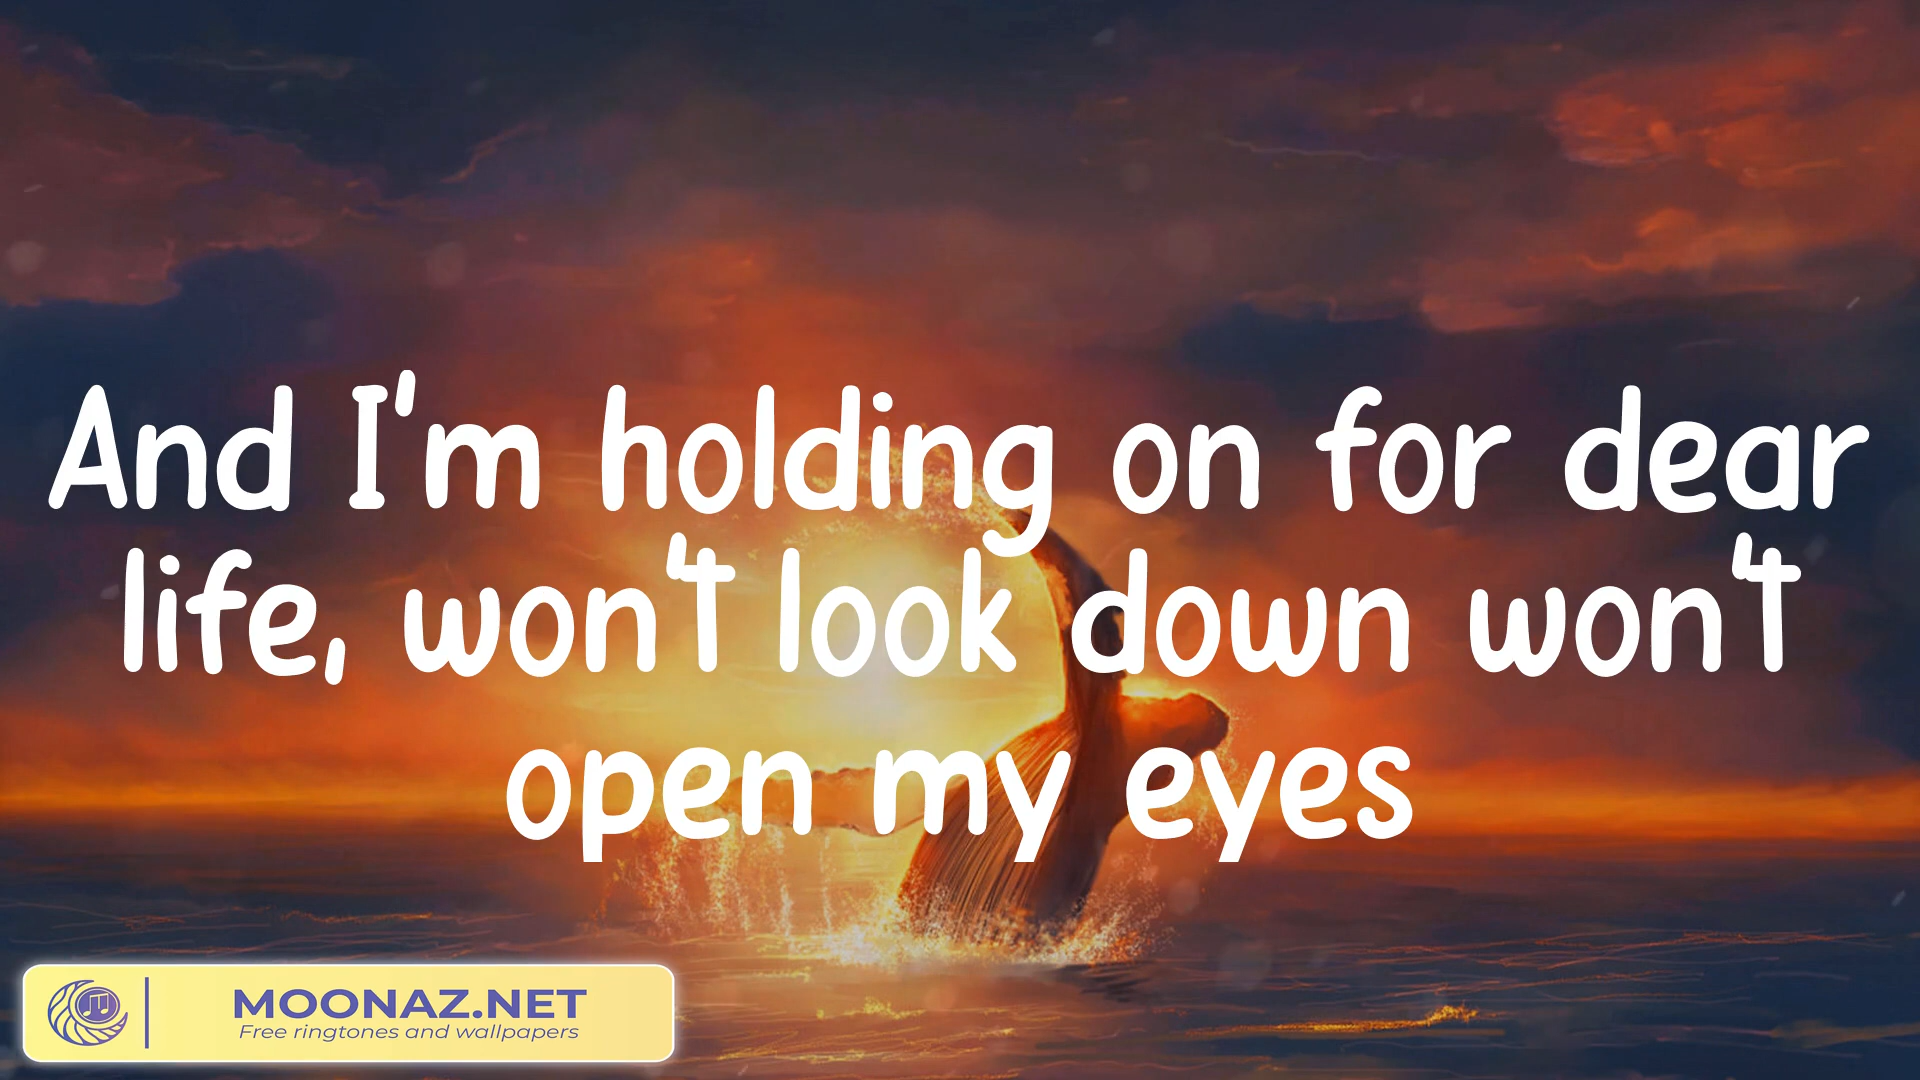 And I'm holding on for dear
life, won't look down won't
open my eyes
MOONAZ.NET
Free ringtones and wallpapers